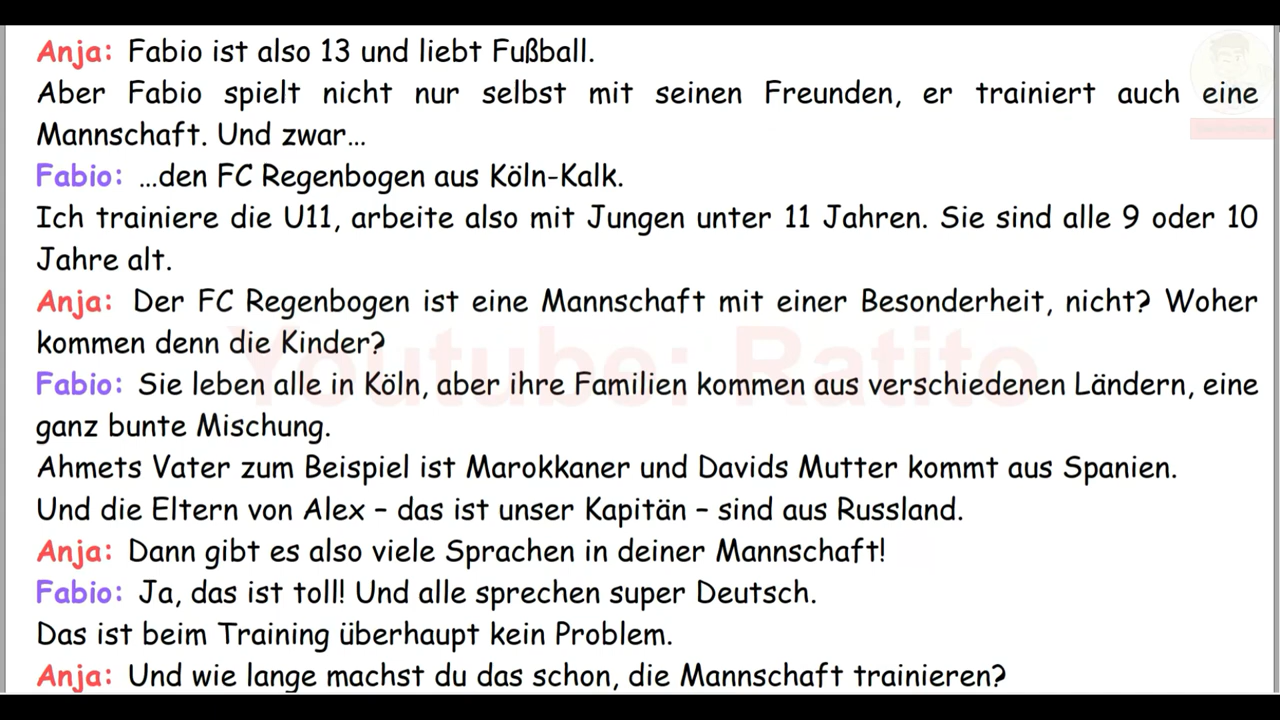 Anja: Fabio ist also 13 und liebt Fußball.
Aber Fabio spielt nicht nur selbst mit seinen Freunden, er trainiert auch eine
Mannschaft. Und zwar...
Fabio: ...den FC Regenbogen aus Köln-Kalk.
Ich trainiere die U11, arbeite also mit Jungen unter 11 Jahren. Sie sind alle 9 oder 10
Jahre alt.
Anja: Der FC Regenbogen ist eine Mannschaft mit einer Besonderheit, nicht? Woher
kommen denn die Kinder?
Youtube: Ratito
Fabio: Sie leben alle in Köln, aber ihre Familien kommen aus verschiedenen Ländern, eine
ganz bunte Mischung.
Ahmets Vater zum Beispiel ist Marokkaner und Davids Mutter kommt aus Spanien.
Und die Eltern von Alex – das ist unser Kapitän – sind aus Russland.
Anja: Dann gibt es also viele Sprachen in deiner Mannschaft!
Fabio: Ja, das ist toll! Und alle sprechen super Deutsch.
Das ist beim Training überhaupt kein Problem.
Anja: Und wie lange machst du das schon, die Mannschaft trainieren?